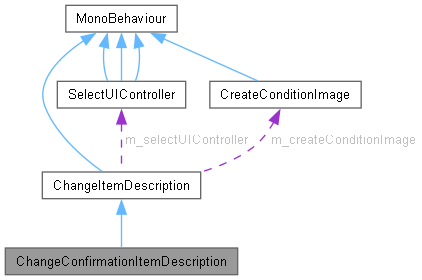 MonoBehaviour
SelectUIController
CreateConditionImage
m_selectUIController
m_createConditionImage
ChangeItemDescription
ChangeConfirmationItemDescription